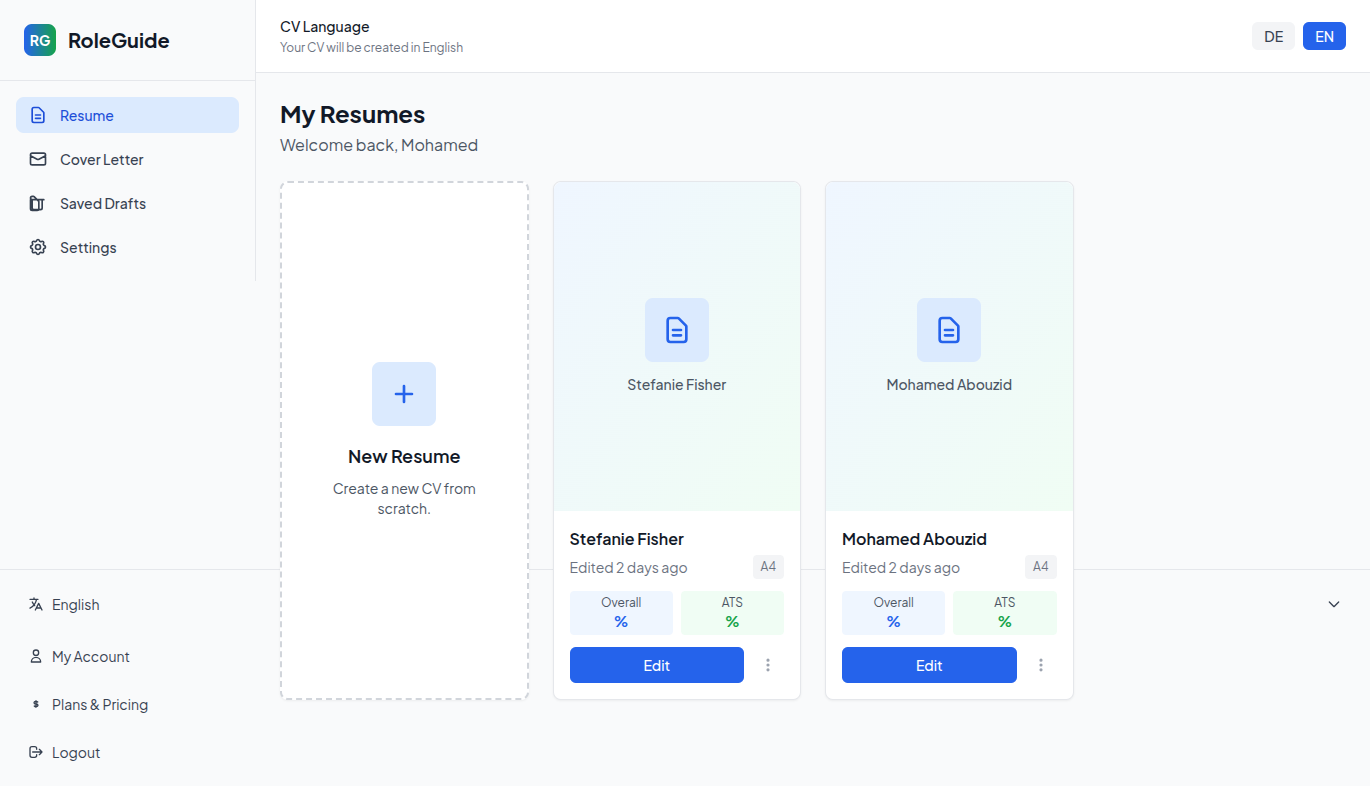 RG RoleGuide
Resume
Cover Letter
Saved Drafts
Settings
English
My Account
Plans & Pricing
Logout
CV Language
Your CV will be created in English
DE EN
My Resumes
Welcome back, Mohamed
New Resume
Create a new CV from
scratch.
Stefanie Fisher
Stefanie Fisher
Edited 2 days ago A4
Overall ATS
% %
Edit
Mohamed Abouzid
Mohamed Abouzid
Edited 2 days ago A4
Overall ATS
% %
Edit